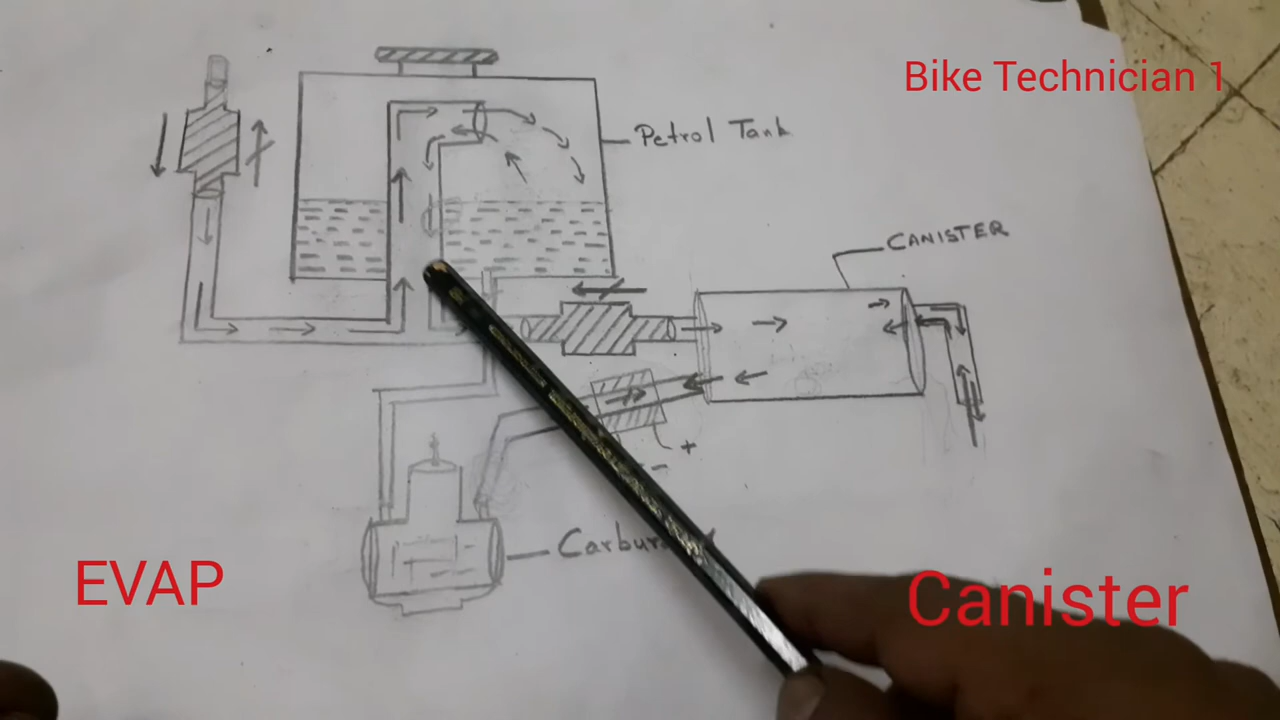 Bike Technician 1
Petrol Tank
CANISTER
+
-
EVAP
Canister